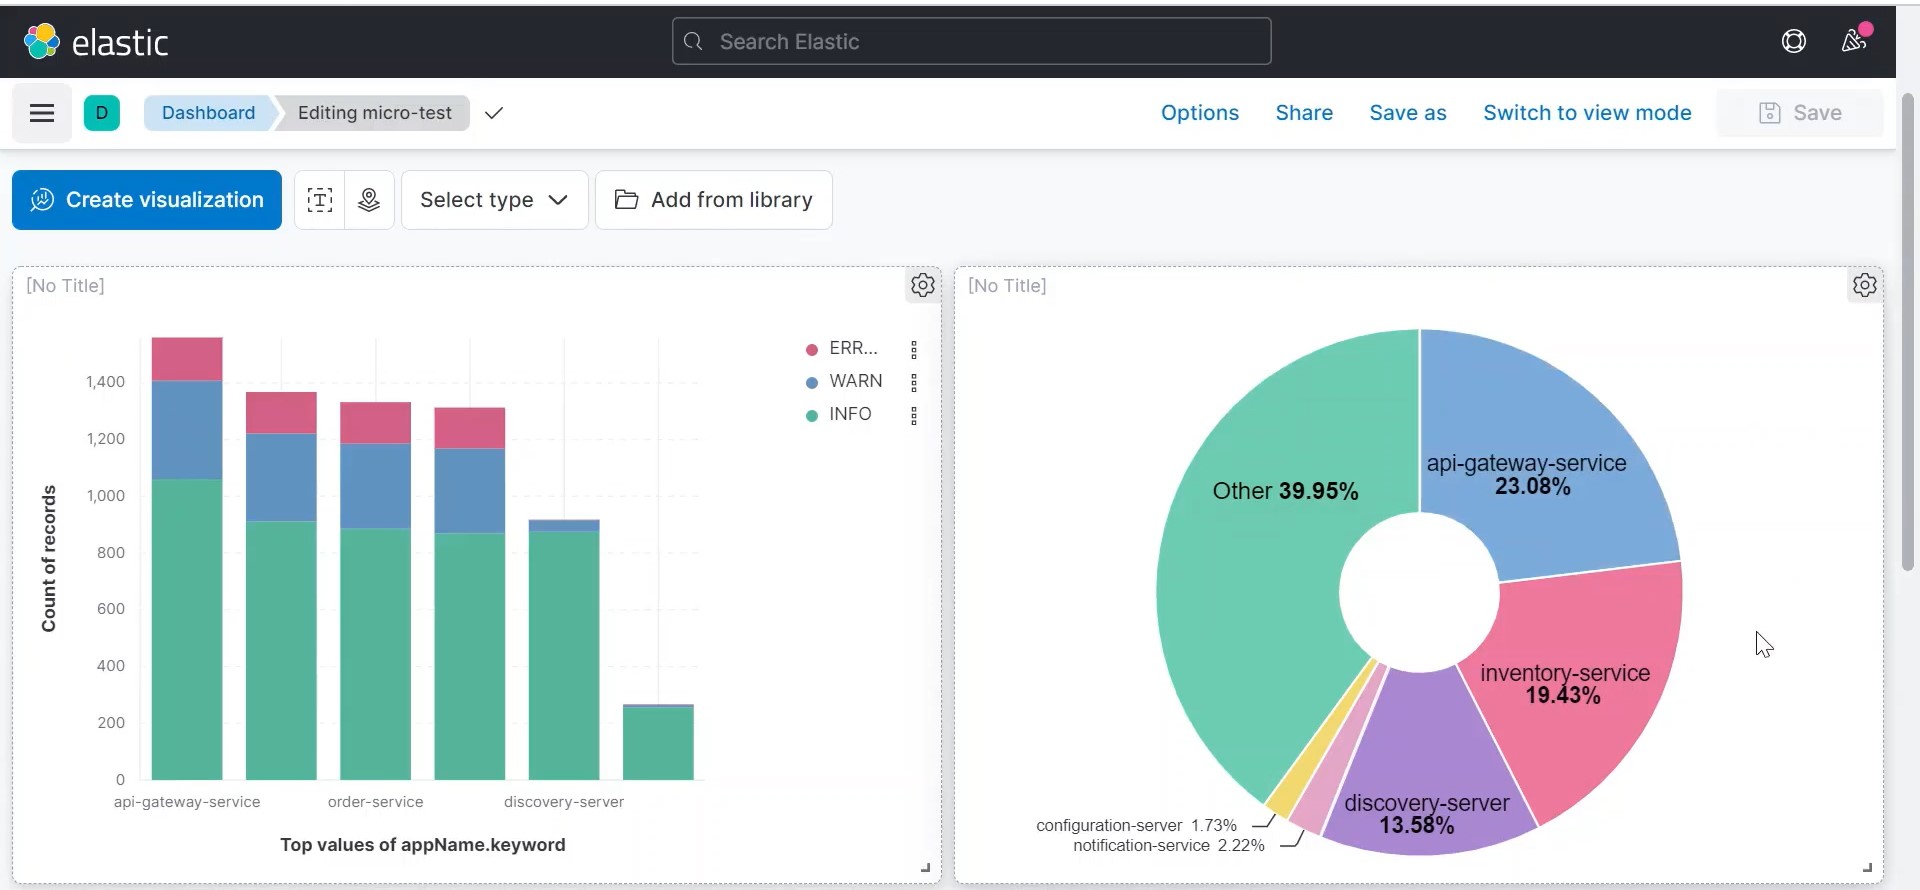 elastic
Search Elastic
D
Dashboard
Editing micro-test
Options
Share
Save as
Switch to view mode
Save
Create visualization
Select type
Add from library
[No Title]
1,400
1,200
1,000
800
600
400
200
0
Count of records
api-gateway-service
order-service
discovery-server
Top values of appName.keyword
ERR...
WARN
INFO
[No Title]
Other 39.95%
api-gateway-service
23.08%
inventory-service
19.43%
discovery-server
13.58%
configuration-server 1.73%
notification-service 2.22%